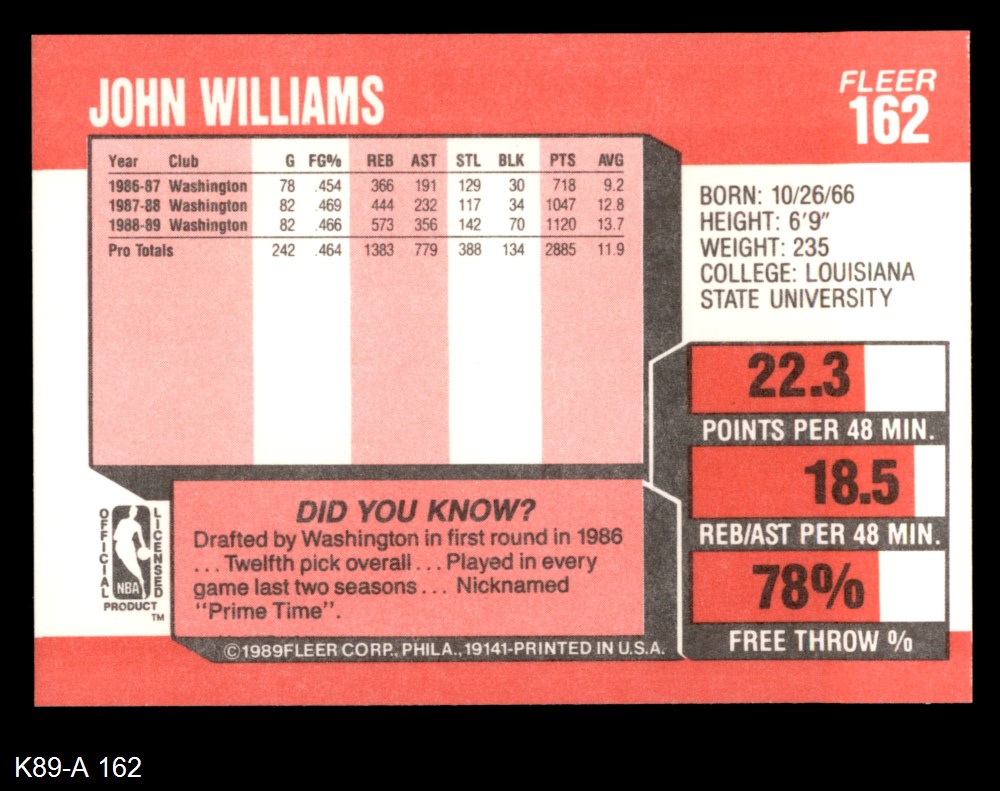 JOHN WILLIAMS
FLEER
162
Year Club G FG% REB AST STL BLK PTS AVG
1986-87 Washington 78 .454 366 191 129 30 718 9.2
1987-88 Washington 82 .469 444 232 117 34 1047 12.8
1988-89 Washington 82 .466 573 356 142 70 1120 13.7
Pro Totals 242 .464 1383 779 388 134 2885 11.9
BORN: 10/26/66
HEIGHT: 6'9"
WEIGHT: 235
COLLEGE: LOUISIANA
STATE UNIVERSITY
22.3
POINTS PER 48 MIN.
18.5
REB/AST PER 48 MIN.
78%
FREE THROW %
DID YOU KNOW?
Drafted by Washington in first round in 1986
... Twelfth pick overall ... Played in every
game last two seasons ... Nicknamed
"Prime Time".
OFFICIAL
LICENSED
NBA
PRODUCT
TM
©1989FLEER CORP., PHILA., 19141-PRINTED IN U.S.A.
K89-A 162